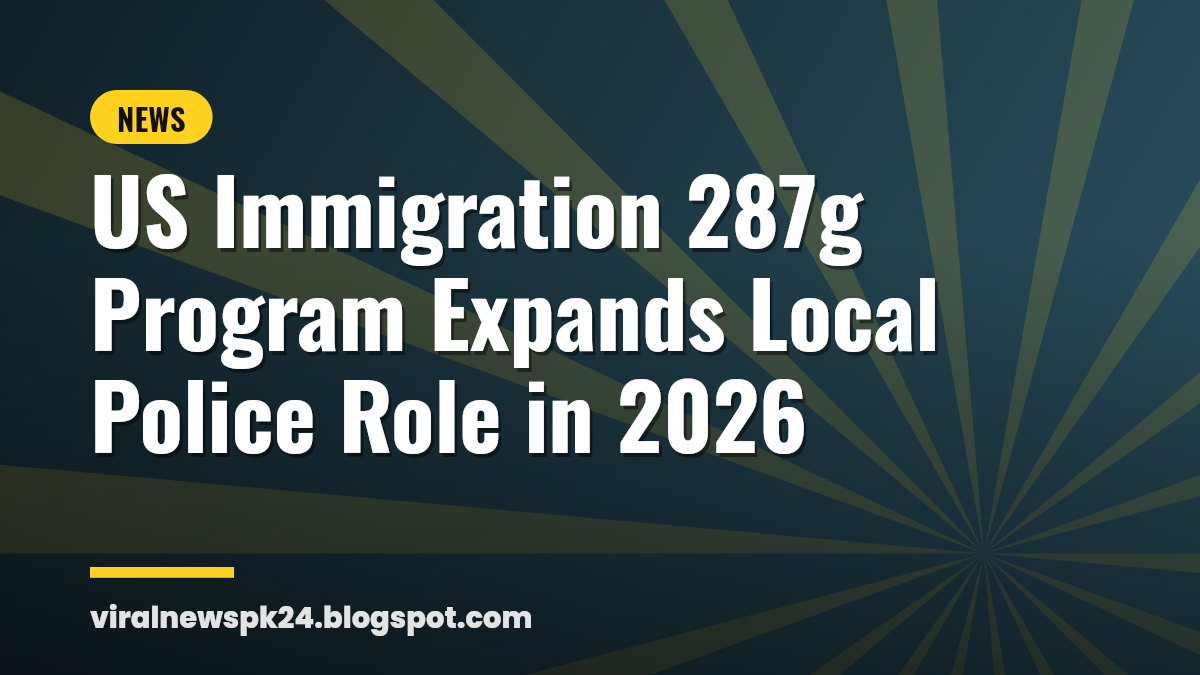 NEWS
US Immigration 287g
Program Expands Local
Police Role in 2026
viralnewspk24.blogspot.com